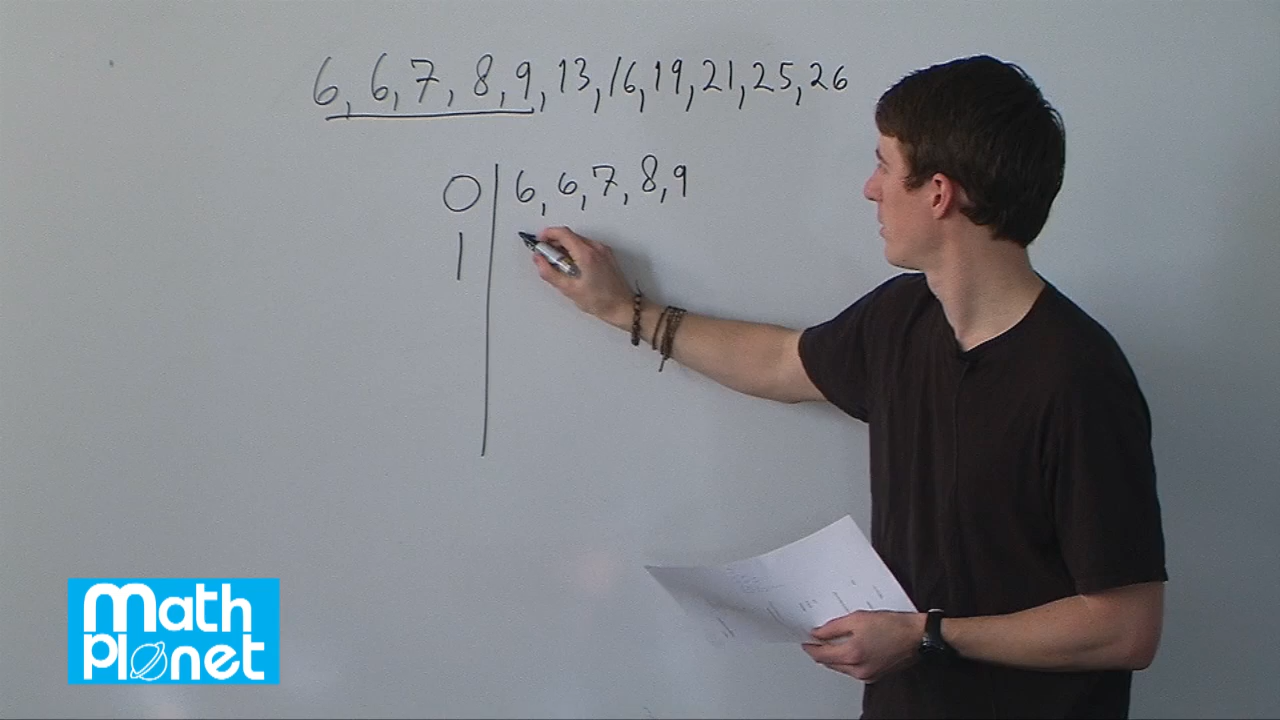 6, 6, 7, 8, 9, 13, 16, 19, 21, 25, 26
0 | 6, 6, 7, 8, 9
1 |
Math
Planet